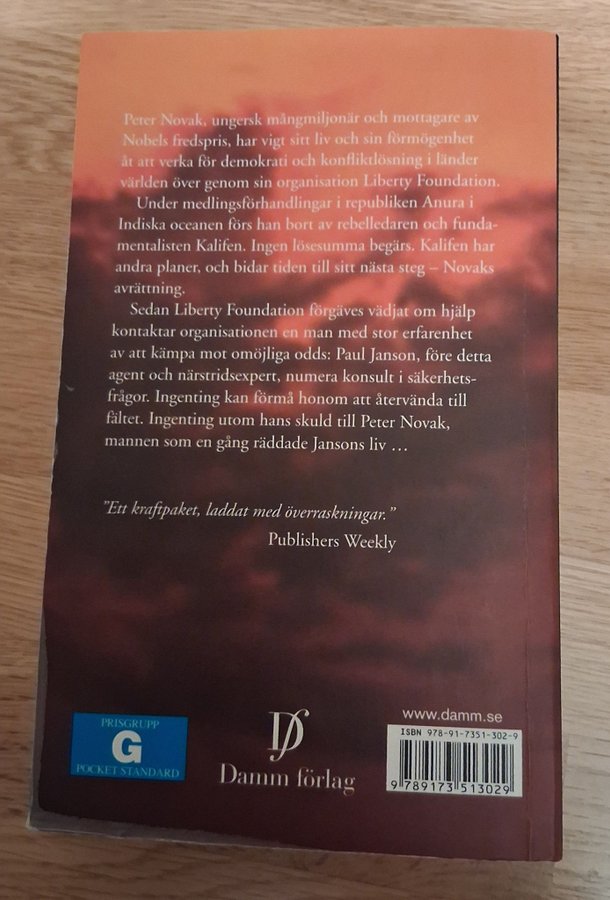 Peter Novak, ungersk mångmiljonär och mottagare av
Nobels fredspris, har vigt sitt liv och sin förmögenhet
åt att verka för demokrati och konfliktlösning i länder
världen över genom sin organisation Liberty Foundation.
Under medlingsförhandlingar i republiken Anura i
Indiska oceanen förs han bort av rebelledaren och funda-
mentalisten Kalifen. Ingen lösesumma begärs. Kalifen har
andra planer, och bidar tiden till sitt nästa steg – Novaks
avrättning.
Sedan Liberty Foundation förgäves vädjat om hjälp
kontaktar organisationen en man med stor erfarenhet
av att kämpa mot omöjliga odds: Paul Janson, före detta
agent och närstridsexpert, numera konsult i säkerhets-
frågor. Ingenting kan förmå honom att återvända till
fältet. Ingenting utom hans skuld till Peter Novak,
mannen som en gång räddade Jansons liv …
”Ett kraftpaket, laddat med överraskningar.”
Publishers Weekly
PRISGRUPP
G
POCKET STANDARD
Df
Damm förlag
www.damm.se
ISBN 978-91-7351-302-9
9 789173 513029